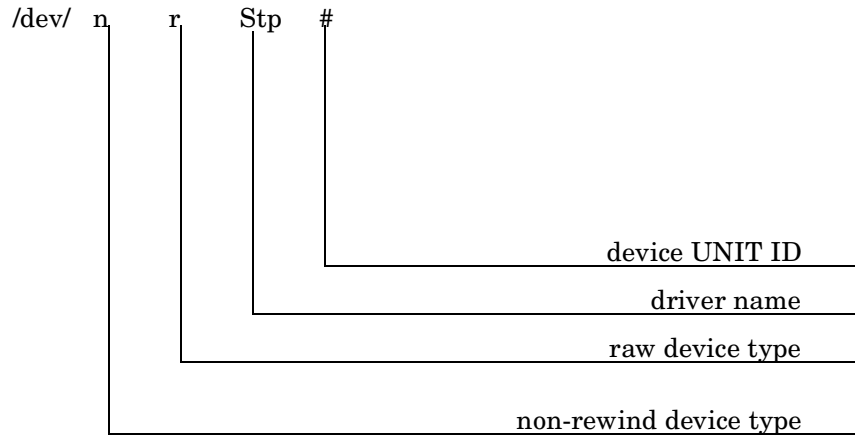 /dev/ n r Stp #
device UNIT ID
driver name
raw device type
non-rewind device type